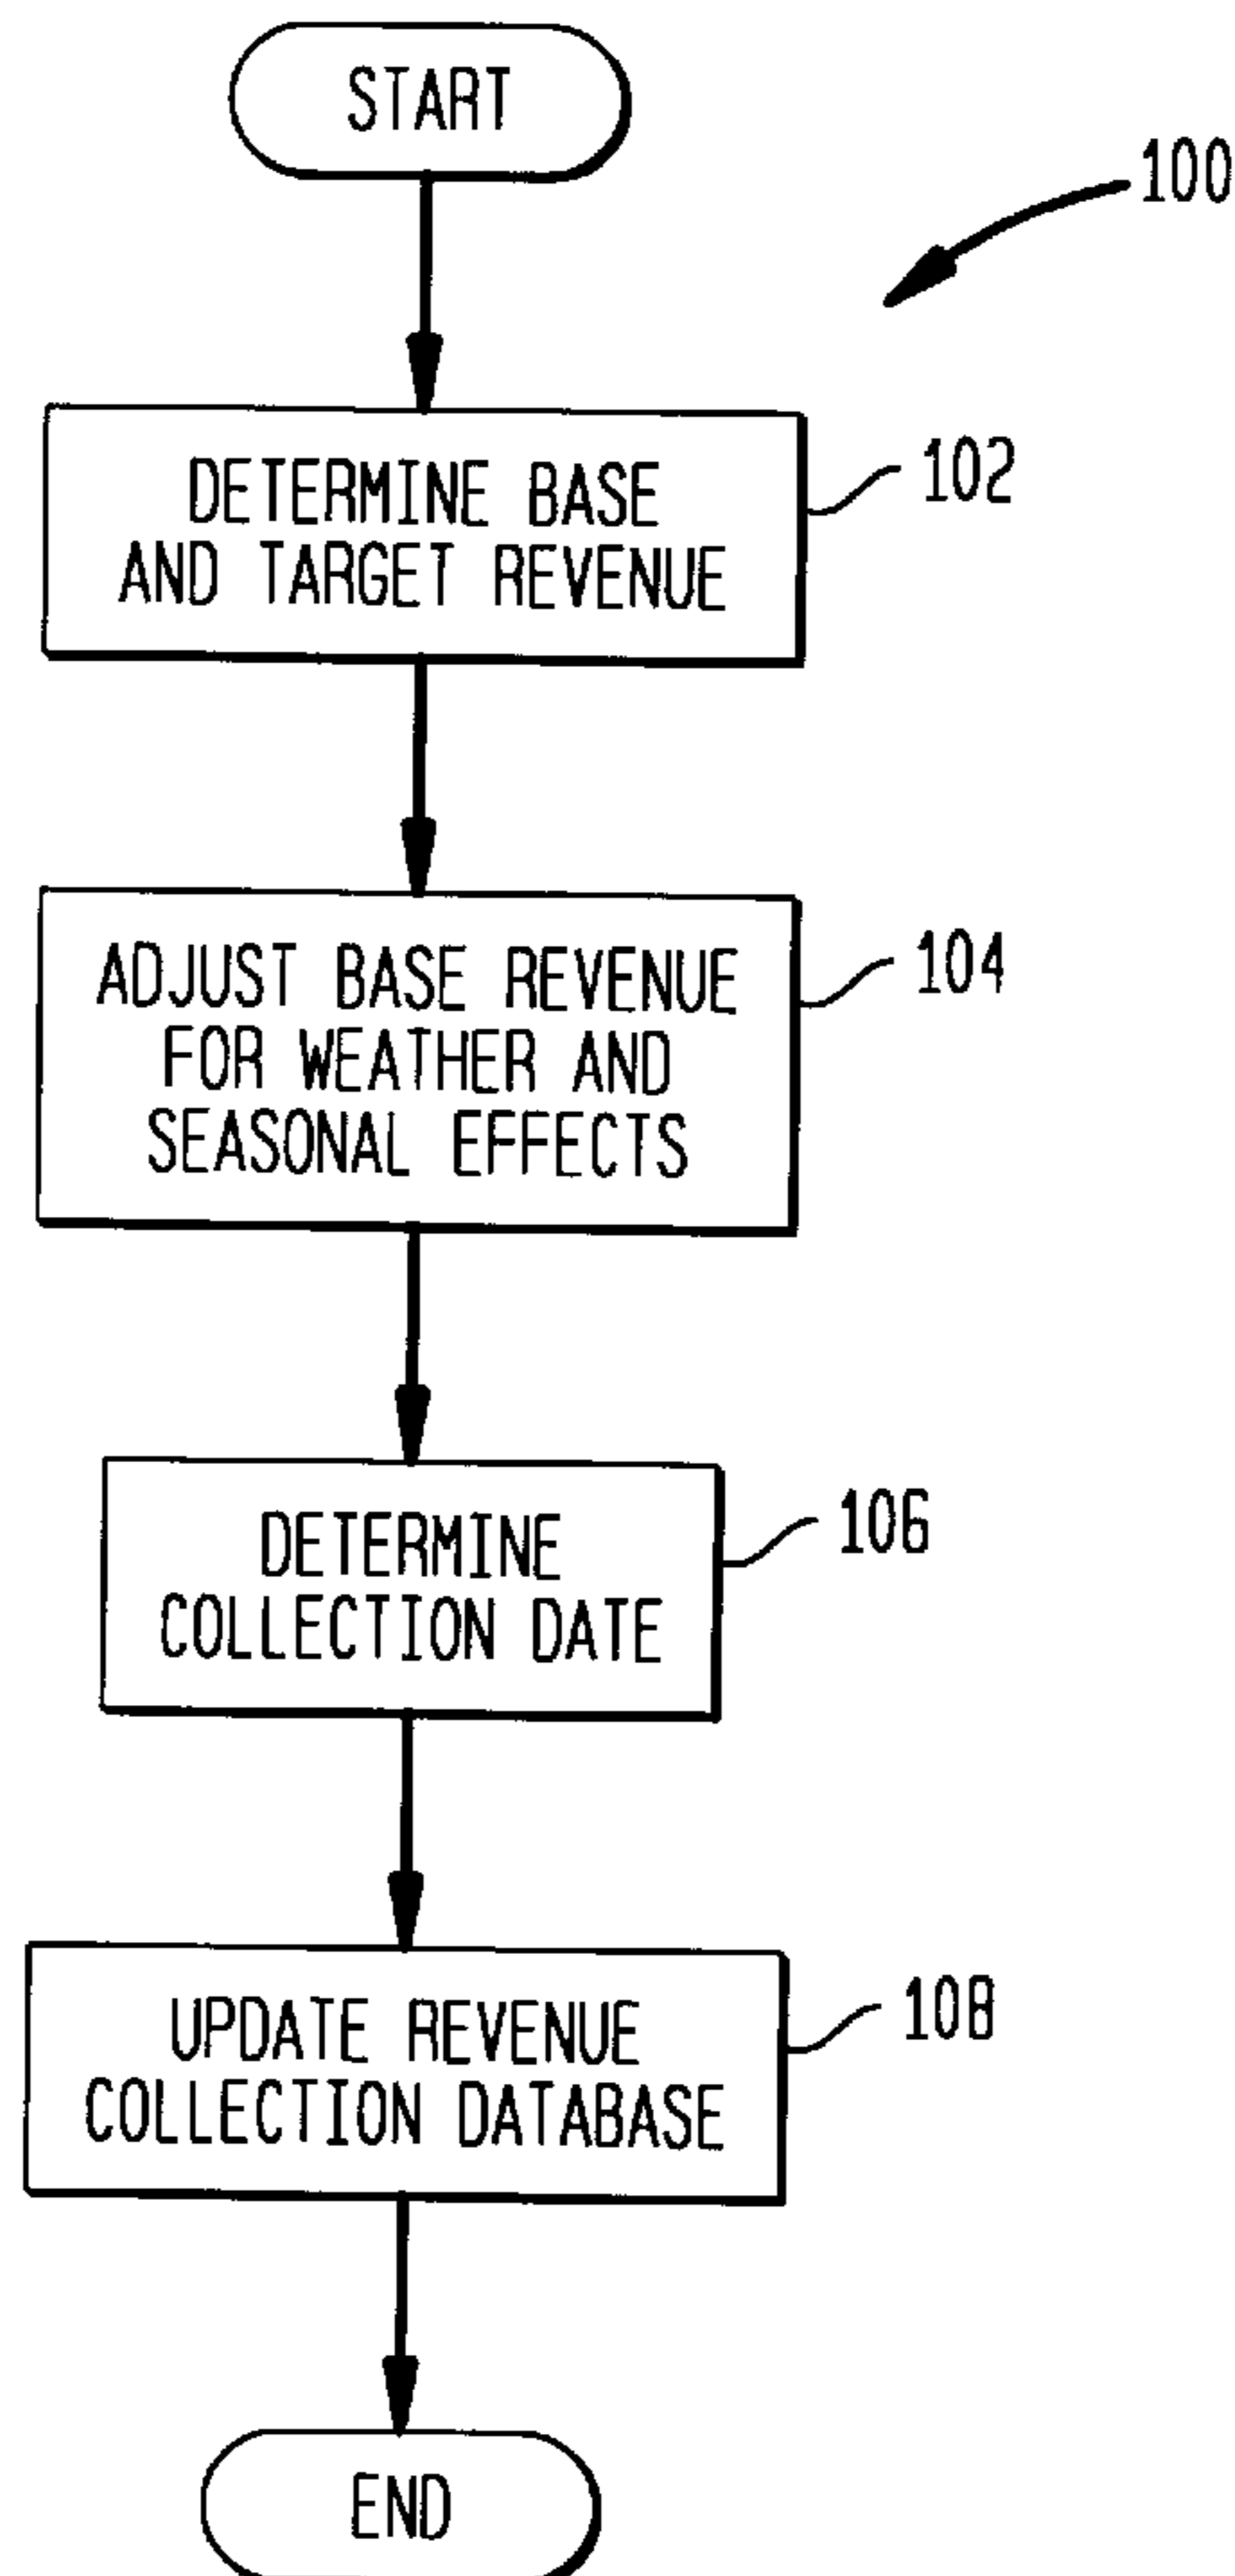 START
100
DETERMINE BASE
AND TARGET REVENUE
102
ADJUST BASE REVENUE
FOR WEATHER AND
SEASONAL EFFECTS
104
DETERMINE
COLLECTION DATE
106
UPDATE REVENUE
COLLECTION DATABASE
108
END